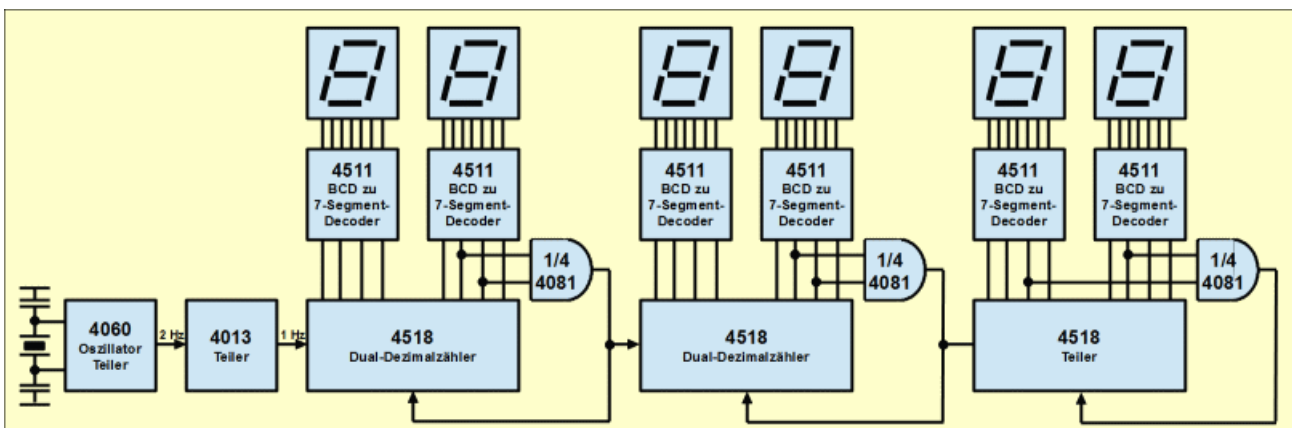 4511
BCD zu
7-Segment-
Decoder
4511
BCD zu
7-Segment-
Decoder
4511
BCD zu
7-Segment-
Decoder
4511
BCD zu
7-Segment-
Decoder
4511
BCD zu
7-Segment-
Decoder
4511
BCD zu
7-Segment-
Decoder
1/4
4081
1/4
4081
1/4
4081
4060
Oszillator
Teiler
2 Hz
4013
Teiler
1 Hz
4518
Dual-Dezimalzähler
4518
Dual-Dezimalzähler
4518
Teiler